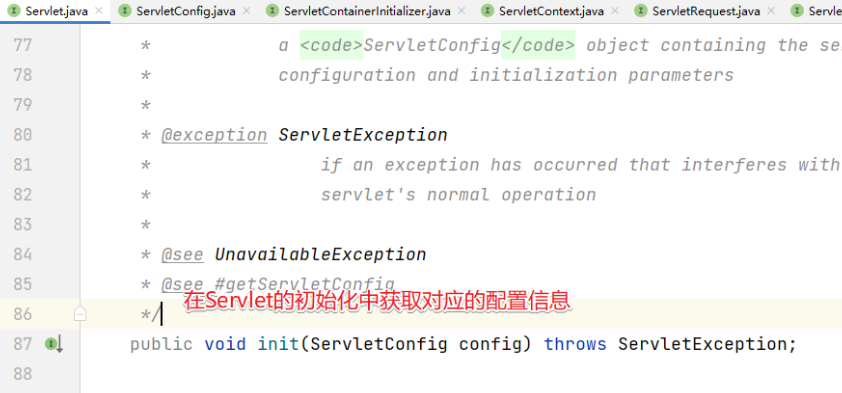 Servlet.java ServletConfig.java ServletContainerInitializer.java ServletContext.java ServletRequest.java Servle
77 * a <code>ServletConfig</code> object containing the se
78 * configuration and initialization parameters
79 *
80 * @exception ServletException
81 * if an exception has occurred that interferes with
82 * servlet's normal operation
83 *
84 * @see UnavailableException
85 * @see #getServletConfig
在Servlet的初始化中获取对应的配置信息
86 */
87 public void init(ServletConfig config) throws ServletException;
88